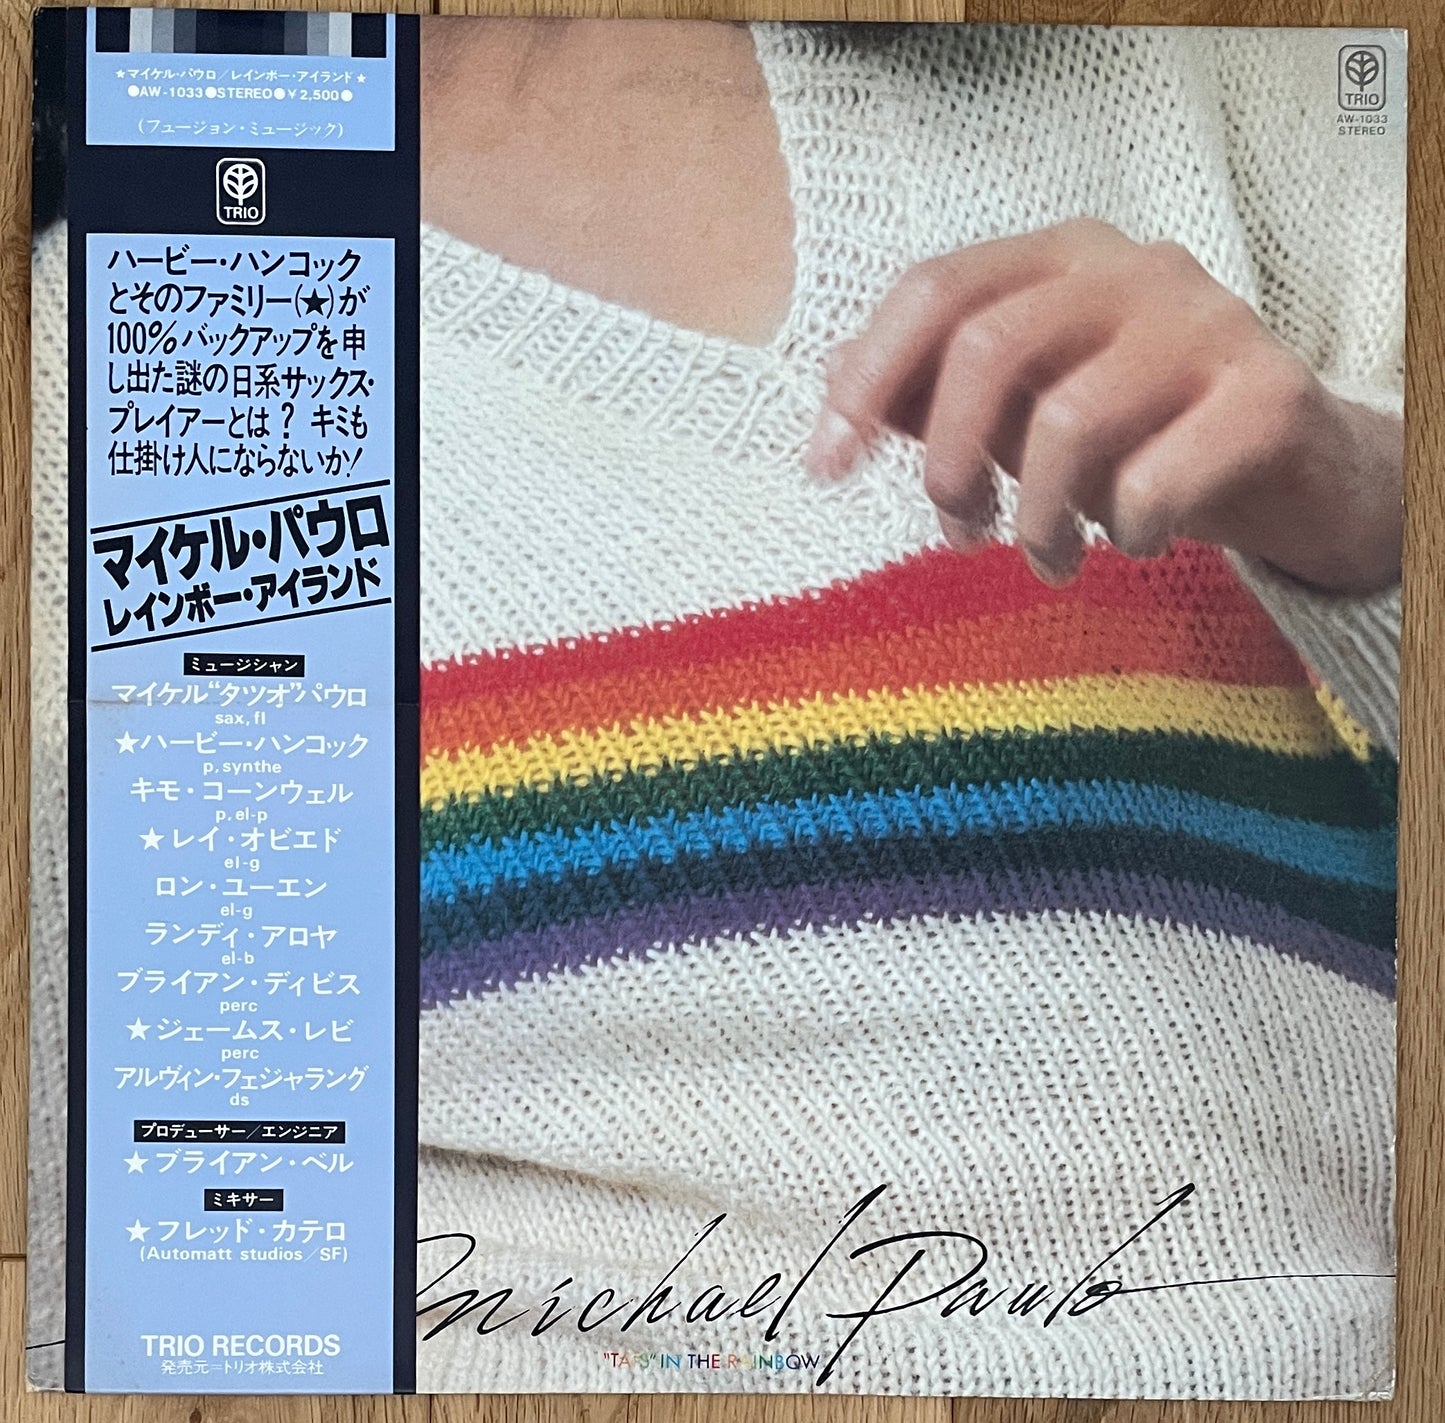 ★マイケル・パウロ/レインボー・アイランド★
●AW-1033●STEREO●¥2,500●
(フュージョン・ミュージック)
TRIO
ハービー・ハンコック
とそのファミリー(★)が
100%バックアップを申
し出た謎の日系サックス・
プレイアーとは? キミも
仕掛け人にならないか!
マイケル・パウロ
レインボー・アイランド
ミュージシャン
マイケル“タツオ”パウロ
sax, fl
★ハービー・ハンコック
p, synthe
キモ・コーンウェル
p, el-p
★レイ・オビエド
el-g
ロン・ユーエン
el-g
ランディ・アロヤ
el-b
ブライアン・ディビス
perc
★ジェームス・レビ
perc
アルヴィン・フェジャラング
ds
プロデューサー/エンジニア
★ブライアン・ベル
ミキサー
★フレッド・カテロ
(Automatt studios/SF)
TRIO RECORDS
発売元=トリオ株式会社
TRIO
AW-1033
STEREO
Michael Paulo
"TATS" IN THE RAINBOW